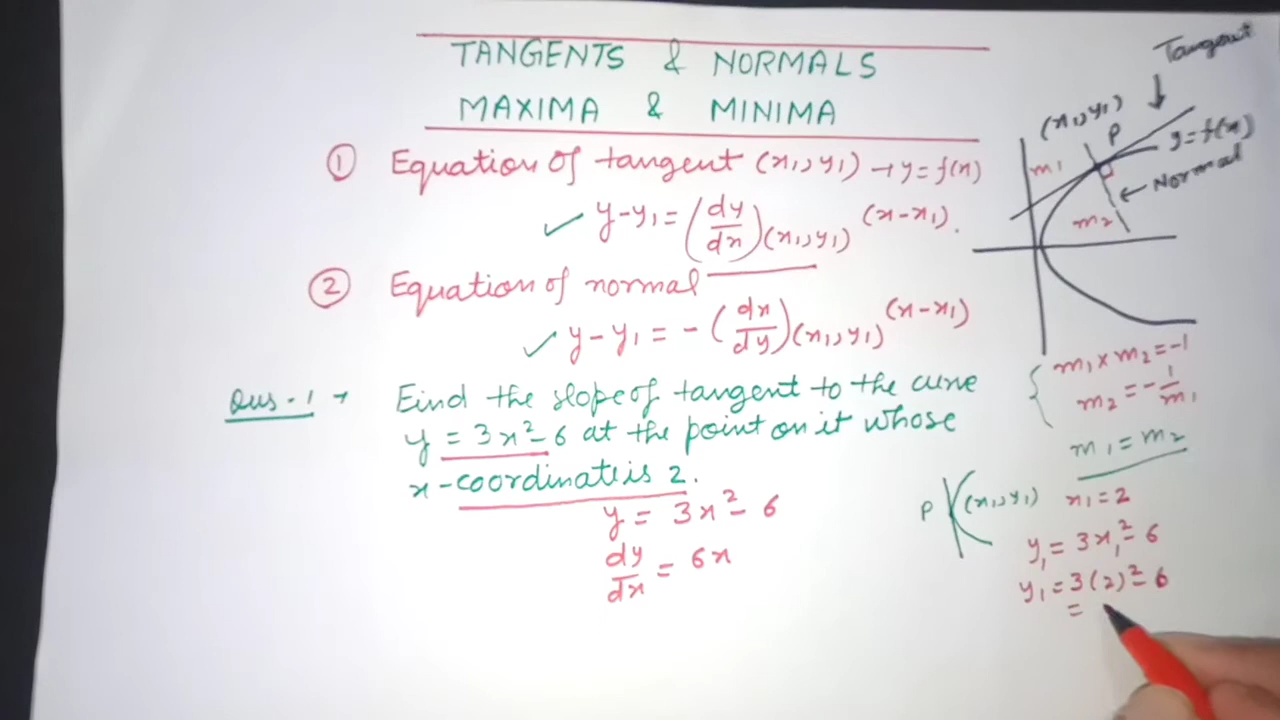 TANGENTS & NORMALS
MAXIMA & MINIMA
① Equation of tangent (x₁,y₁) → y = f(x)
✓ y-y₁ = (dy/dx)(x₁,y₁) (x-x₁).
② Equation of normal
✓ y-y₁ = -(dx/dy)(x₁,y₁) (x-x₁)
Ques-1 → Find the slope of tangent to the curve
y = 3x²-6 at the point on it whose
x-coordinate is 2.
y = 3x²-6
dy/dx = 6x
Tangent
(x₁,y₁)
P
y=f(x)
m₁
← Normal
m₂
m₁ x m₂ = -1
m₂ = -1/m₁
m₁ = m₂
P (x₁,y₁) x₁ = 2
y₁ = 3x₁²-6
y₁ = 3(2)²-6
=